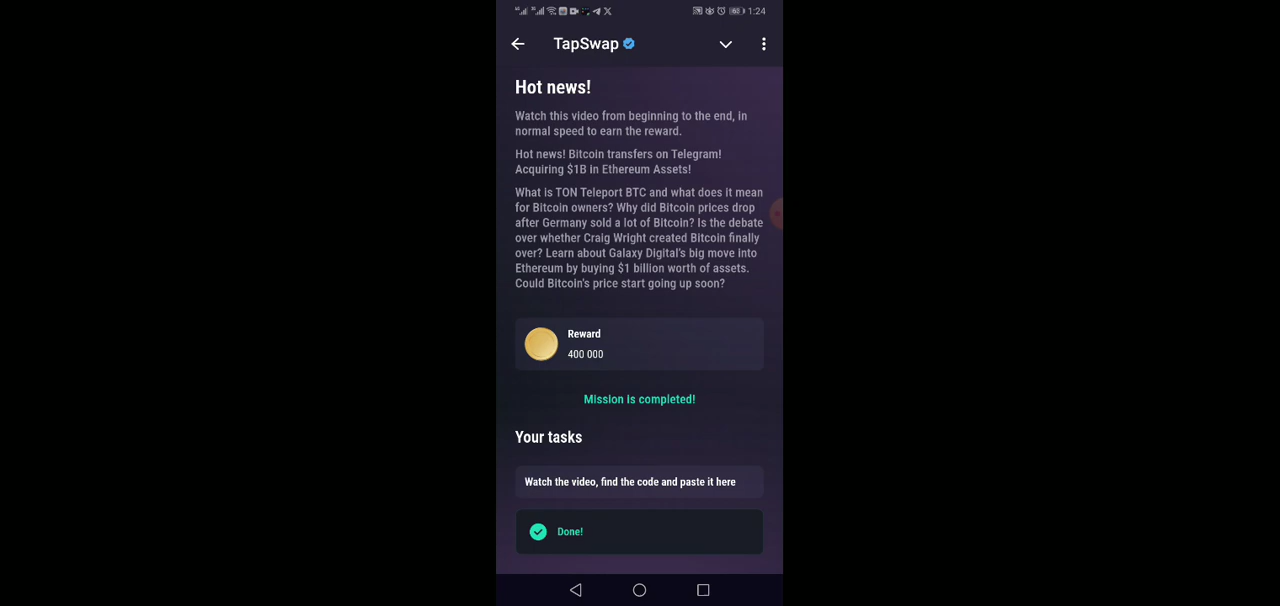 1:24
TapSwap
Hot news!
Watch this video from beginning to the end, in
normal speed to earn the reward.
Hot news! Bitcoin transfers on Telegram!
Acquiring $1B in Ethereum Assets!
What is TON Teleport BTC and what does it mean
for Bitcoin owners? Why did Bitcoin prices drop
after Germany sold a lot of Bitcoin? Is the debate
over whether Craig Wright created Bitcoin finally
over? Learn about Galaxy Digital's big move into
Ethereum by buying $1 billion worth of assets.
Could Bitcoin's price start going up soon?
Reward
400 000
Mission is completed!
Your tasks
Watch the video, find the code and paste it here
Done!